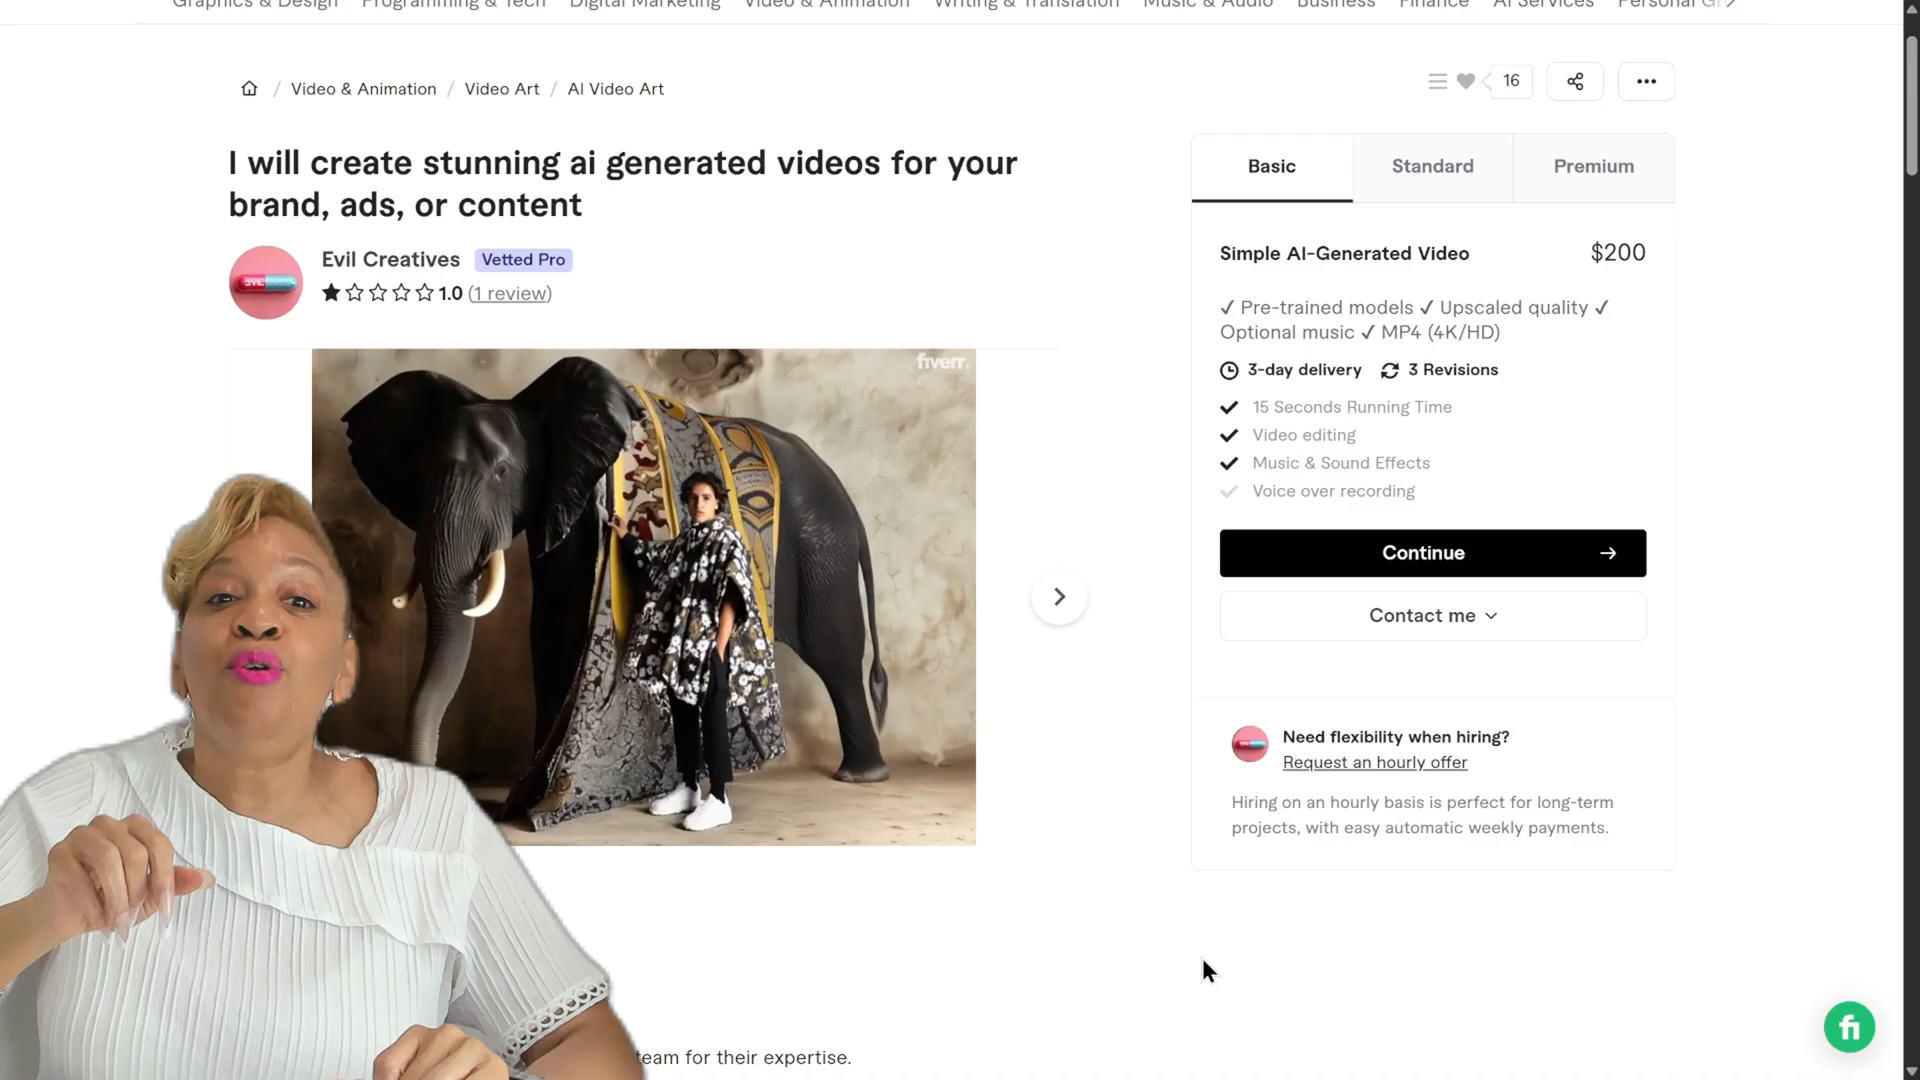 Graphics & Design Programming & Tech Digital Marketing Video & Animation Writing & Translation Music & Audio Business Finance AI Services Personal Gr
/ Video & Animation / Video Art / AI Video Art
16
I will create stunning ai generated videos for your
brand, ads, or content
Evil Creatives Vetted Pro
1.0 (1 review)
fiverr.
Basic Standard Premium
Simple AI-Generated Video $200
✓ Pre-trained models ✓ Upscaled quality ✓
Optional music ✓ MP4 (4K/HD)
3-day delivery 3 Revisions
15 Seconds Running Time
Video editing
Music & Sound Effects
Voice over recording
Continue
Contact me
Need flexibility when hiring?
Request an hourly offer
Hiring on an hourly basis is perfect for long-term
projects, with easy automatic weekly payments.
team for their expertise.
fi